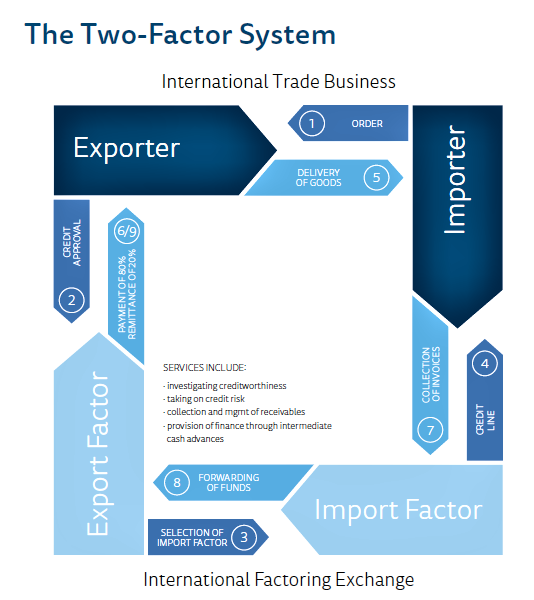 The Two-Factor System
International Trade Business
Exporter
1
ORDER
DELIVERY
OF GOODS
5
Importer
CREDIT
APPROVAL
2
6/9
PAYMENT OF 80%
REMITTANCE OF20%
COLLECTION
OF INVOICES
7
4
CREDIT
LINE
SERVICES INCLUDE:
- investigating creditworthiness
- taking on credit risk
- collection and mgmt of receivables
- provision of finance through intermediate
cash advances
Export Factor
8
FORWARDING
OF FUNDS
Import Factor
SELECTION OF
IMPORT FACTOR
3
International Factoring Exchange